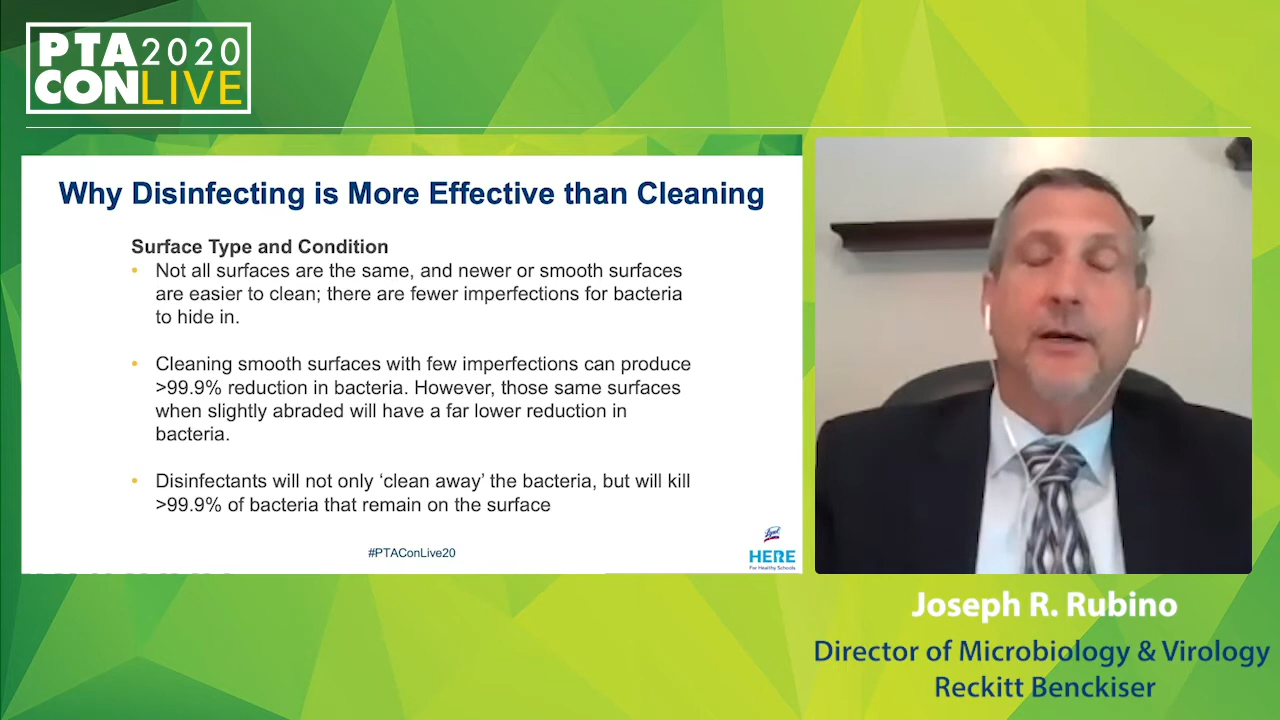 PTA2020
CONLIVE
Why Disinfecting is More Effective than Cleaning
Surface Type and Condition
• Not all surfaces are the same, and newer or smooth surfaces
are easier to clean; there are fewer imperfections for bacteria
to hide in.
• Cleaning smooth surfaces with few imperfections can produce
>99.9% reduction in bacteria. However, those same surfaces
when slightly abraded will have a far lower reduction in
bacteria.
• Disinfectants will not only ‘clean away’ the bacteria, but will kill
>99.9% of bacteria that remain on the surface
#PTAConLive20
Lysol
HERE
For Healthy Schools
Joseph R. Rubino
Director of Microbiology & Virology
Reckitt Benckiser